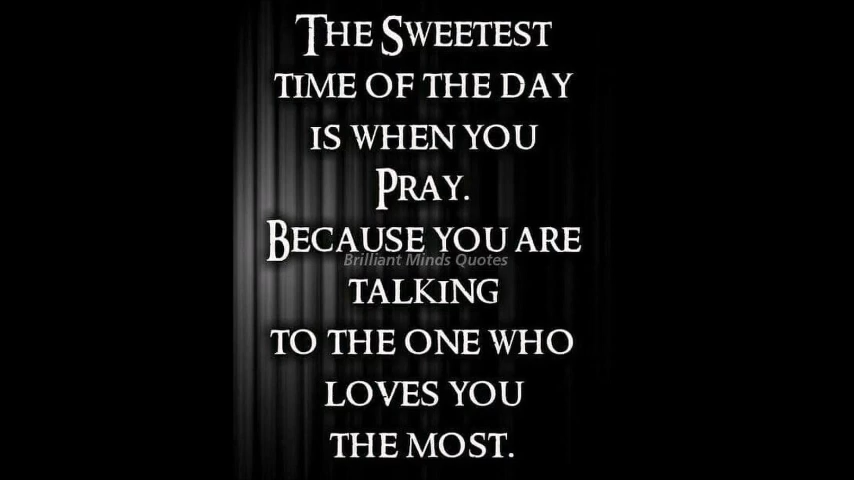 The Sweetest
time of the day
is when you
Pray.
Because you are
Brilliant Minds Quotes
talking
to the one who
loves you
the most.